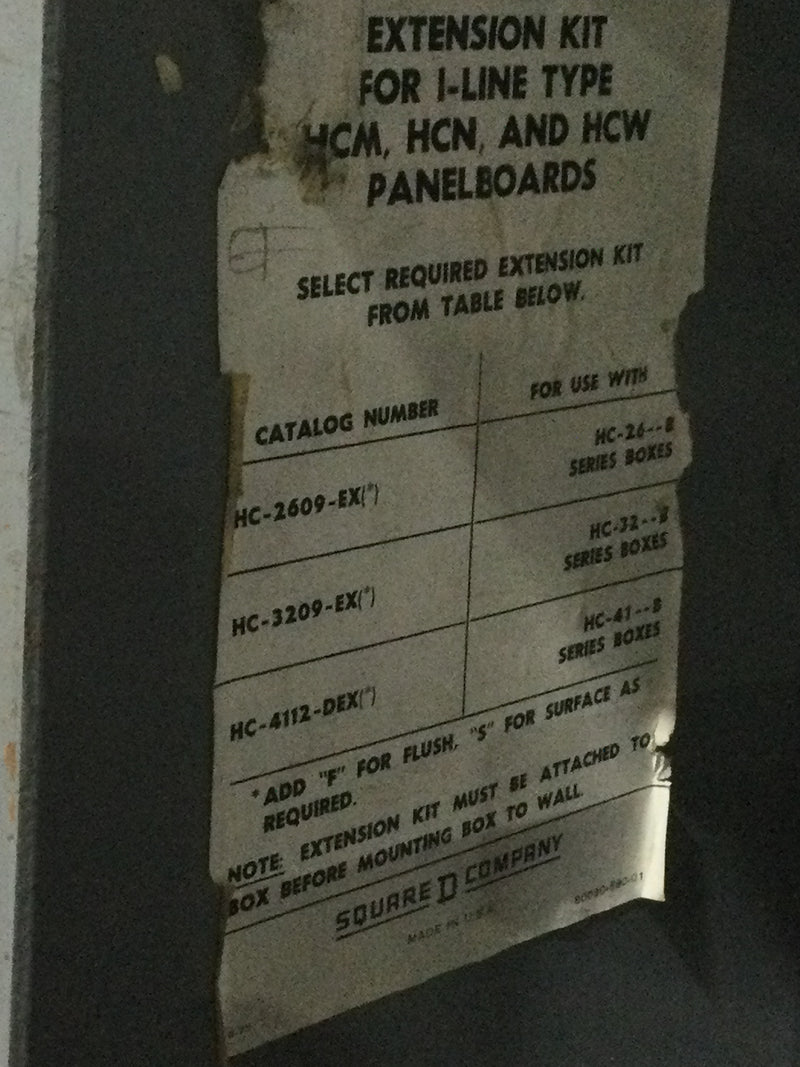 EXTENSION KIT
FOR I-LINE TYPE
HCM, HCN, AND HCW
PANELBOARDS
SELECT REQUIRED EXTENSION KIT
FROM TABLE BELOW.
CATALOG NUMBER
FOR USE WITH
HC-2609-EX(*)
HC-26--B
SERIES BOXES
HC-3209-EX(*)
HC-32--B
SERIES BOXES
HC-4112-DEX(*)
HC-41--B
SERIES BOXES
*ADD "F" FOR FLUSH, "S" FOR SURFACE AS
REQUIRED.
NOTE: EXTENSION KIT MUST BE ATTACHED TO
BOX BEFORE MOUNTING BOX TO WALL
SQUARE D COMPANY
MADE IN U.S.A.